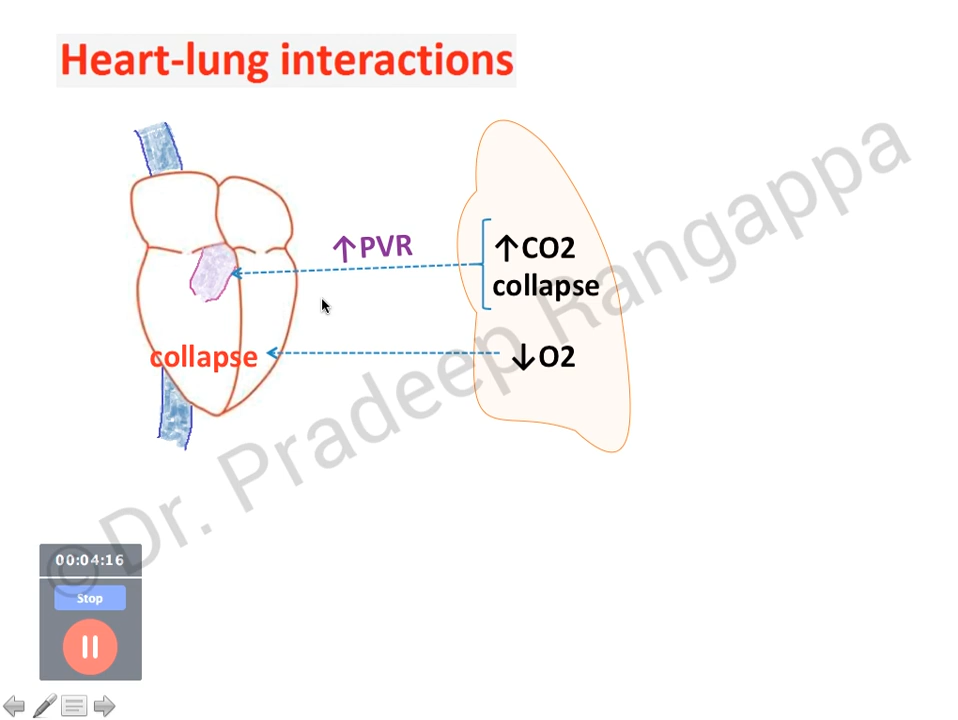 Heart-lung interactions
↑PVR
↑CO2
collapse
collapse
↓O2
© Dr. Pradeep Rangappa
00:04:16
Stop